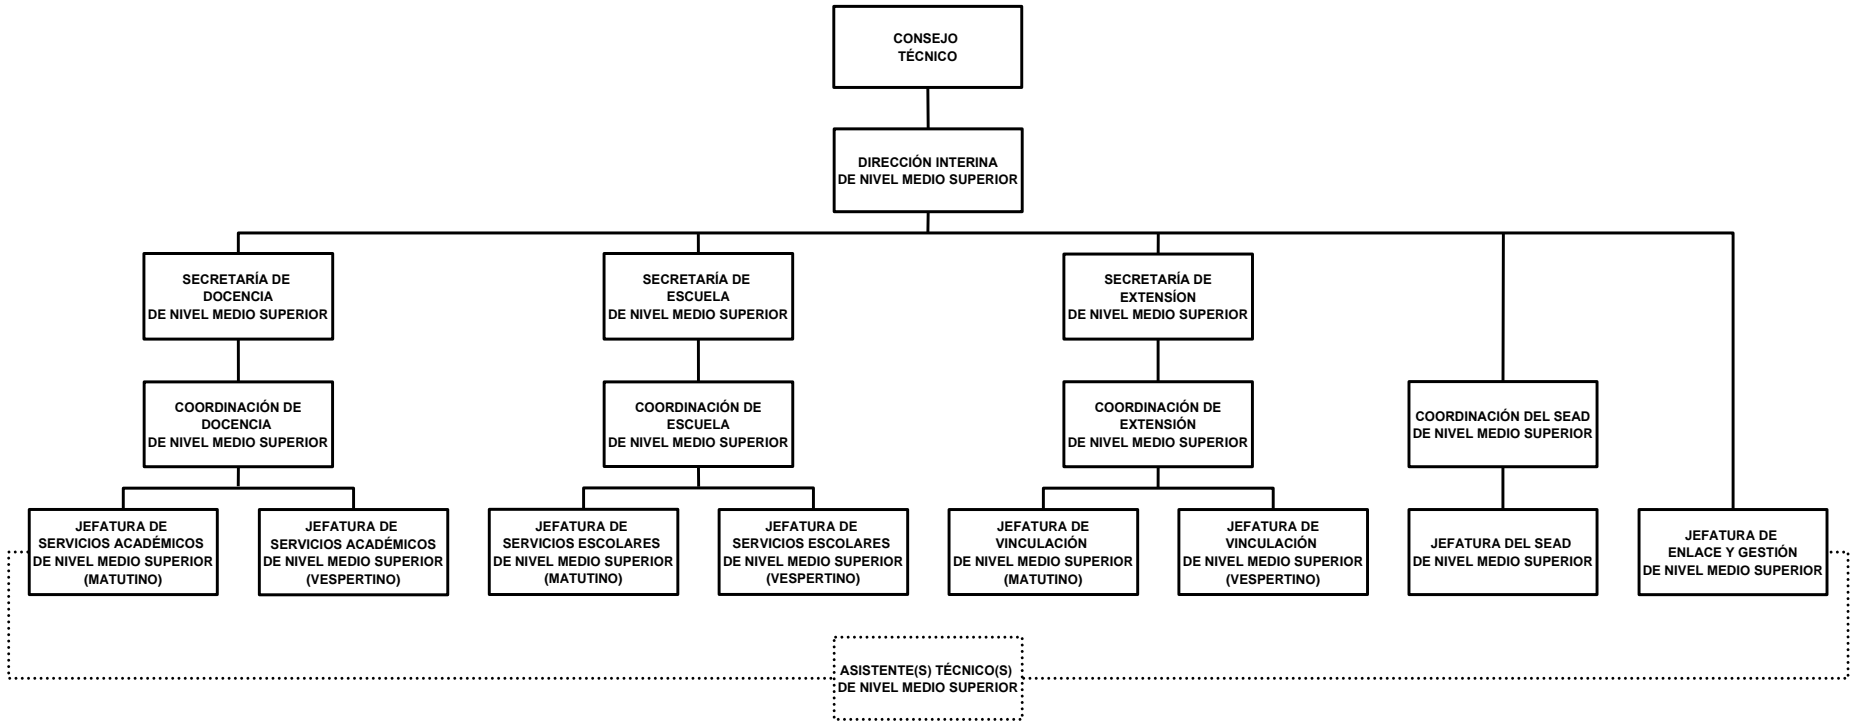 CONSEJO
TÉCNICO
DIRECCIÓN INTERINA
DE NIVEL MEDIO SUPERIOR
SECRETARÍA DE
DOCENCIA
DE NIVEL MEDIO SUPERIOR
SECRETARÍA DE
ESCUELA
DE NIVEL MEDIO SUPERIOR
SECRETARÍA DE
EXTENSÍON
DE NIVEL MEDIO SUPERIOR
COORDINACIÓN DE
DOCENCIA
DE NIVEL MEDIO SUPERIOR
COORDINACIÓN DE
ESCUELA
DE NIVEL MEDIO SUPERIOR
COORDINACIÓN DE
EXTENSIÓN
DE NIVEL MEDIO SUPERIOR
COORDINACIÓN DEL SEAD
DE NIVEL MEDIO SUPERIOR
JEFATURA DE
SERVICIOS ACADÉMICOS
DE NIVEL MEDIO SUPERIOR
(MATUTINO)
JEFATURA DE
SERVICIOS ACADÉMICOS
DE NIVEL MEDIO SUPERIOR
(VESPERTINO)
JEFATURA DE
SERVICIOS ESCOLARES
DE NIVEL MEDIO SUPERIOR
(MATUTINO)
JEFATURA DE
SERVICIOS ESCOLARES
DE NIVEL MEDIO SUPERIOR
(VESPERTINO)
JEFATURA DE
VINCULACIÓN
DE NIVEL MEDIO SUPERIOR
(MATUTINO)
JEFATURA DE
VINCULACIÓN
DE NIVEL MEDIO SUPERIOR
(VESPERTINO)
JEFATURA DEL SEAD
DE NIVEL MEDIO SUPERIOR
JEFATURA DE
ENLACE Y GESTIÓN
DE NIVEL MEDIO SUPERIOR
ASISTENTE(S) TÉCNICO(S)
DE NIVEL MEDIO SUPERIOR